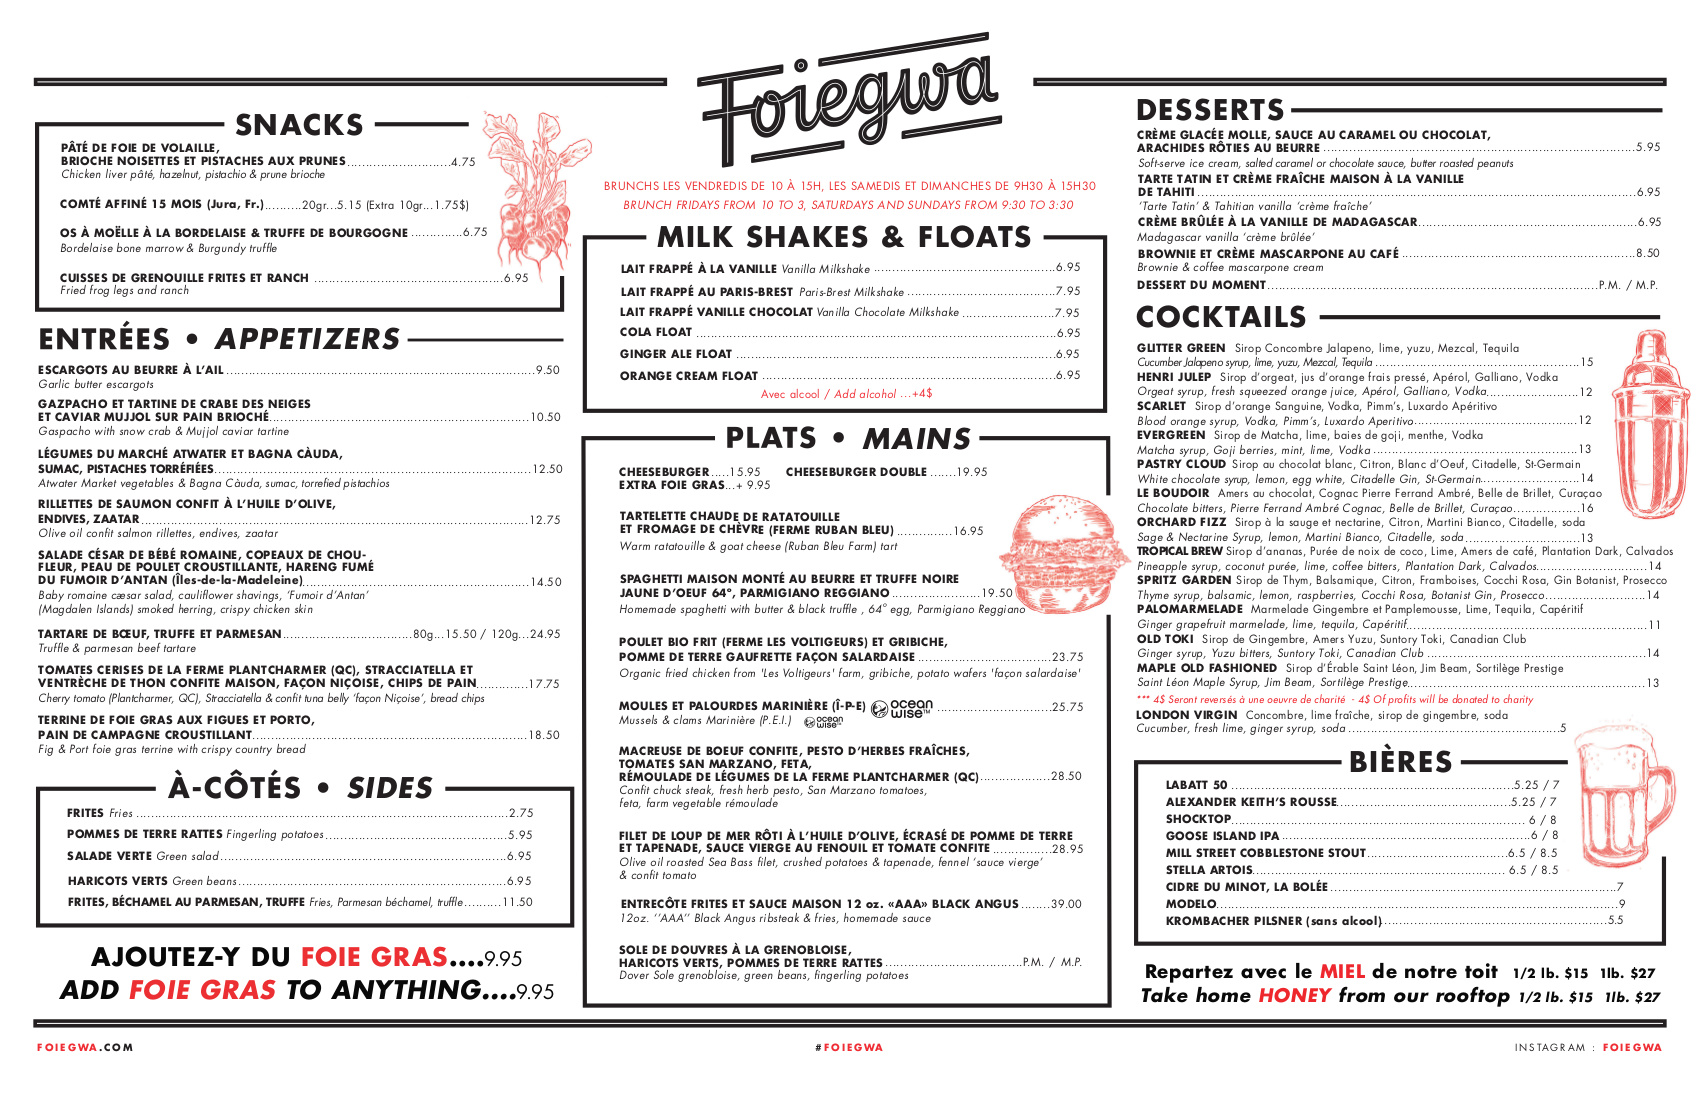 Foiegwa
SNACKS
PÂTÉ DE FOIE DE VOLAILLE,
BRIOCHE NOISETTES ET PISTACHES AUX PRUNES............................4.75
Chicken liver pâté, hazelnut, pistachio & prune brioche
COMTÉ AFFINÉ 15 MOIS (Jura, Fr.)..........20gr...5.15 (Extra 10gr...1.75$)
OS À MOËLLE À LA BORDELAISE & TRUFFE DE BOURGOGNE .............6.75
Bordelaise bone marrow & Burgundy truffle
CUISSES DE GRENOUILLE FRITES ET RANCH ..................................................6.95
Fried frog legs and ranch
ENTRÉES • APPETIZERS
ESCARGOTS AU BEURRE À L'AIL..................................................9.50
Garlic butter escargots
GAZPACHO ET TARTINE DE CRABE DES NEIGES
ET CAVIAR MUJJOL SUR PAIN BRIOCHÉ..................................................10.50
Gaspacho with snow crab & Mujjol caviar tartine
LÉGUMES DU MARCHÉ ATWATER ET BAGNA CÀUDA,
SUMAC, PISTACHES TORRÉFIÉES..................................................12.50
Atwater Market vegetables & Bagna Càuda, sumac, torrefied pistachios
RILLETTES DE SAUMON CONFIT À L'HUILE D'OLIVE,
ENDIVES, ZAATAR..................................................12.75
Olive oil confit salmon rillettes, endives, zaatar
SALADE CÉSAR DE BÉBÉ ROMAINE, COPEAUX DE CHOU-
FLEUR, PEAU DE POULET CROUSTILLANTE, HARENG FUMÉ
DU FUMOIR D'ANTAN (Îles-de-la-Madeleine)..................................................14.50
Baby romaine cæsar salad, cauliflower shavings, 'Fumoir d'Antan'
(Magdalen Islands) smoked herring, crispy chicken skin
TARTARE DE BŒUF, TRUFFE ET PARMESAN..................................80g...15.50 / 120g...24.95
Truffle & parmesan beef tartare
TOMATES CERISES DE LA FERME PLANTCHARMER (QC), STRACCIATELLA ET
VENTRÈCHE DE THON CONFITE MAISON, FAÇON NIÇOISE, CHIPS DE PAIN.............17.75
Cherry tomato (Plantcharmer, QC), Stracciatella & confit tuna belly 'façon Niçoise', bread chips
TERRINE DE FOIE GRAS AUX FIGUES ET PORTO,
PAIN DE CAMPAGNE CROUSTILLANT..................................................18.50
Fig & Port foie gras terrine with crispy country bread
À-CÔTÉS • SIDES
FRITES Fries ..................................................2.75
POMMES DE TERRE RATTES Fingerling potatoes..................................................5.95
SALADE VERTE Green salad..................................................6.95
HARICOTS VERTS Green beans..................................................6.95
FRITES, BÉCHAMEL AU PARMESAN, TRUFFE Fries, Parmesan béchamel, truffle..........11.50
AJOUTEZ-Y DU FOIE GRAS....9.95
ADD FOIE GRAS TO ANYTHING....9.95
BRUNCHS LES VENDREDIS DE 10 À 15H, LES SAMEDIS ET DIMANCHES DE 9H30 À 15H30
BRUNCH FRIDAYS FROM 10 TO 3, SATURDAYS AND SUNDAYS FROM 9:30 TO 3:30
MILK SHAKES & FLOATS
LAIT FRAPPÉ À LA VANILLE Vanilla Milkshake ..................................................6.95
LAIT FRAPPÉ AU PARIS-BREST Paris-Brest Milkshake ........................................7.95
LAIT FRAPPÉ VANILLE CHOCOLAT Vanilla Chocolate Milkshake .........................7.95
COLA FLOAT ..................................................6.95
GINGER ALE FLOAT ..................................................6.95
ORANGE CREAM FLOAT ..................................................6.95
Avec alcool / Add alcohol ...+4$
PLATS • MAINS
CHEESEBURGER.....15.95 CHEESEBURGER DOUBLE .......19.95
EXTRA FOIE GRAS...+ 9.95
TARTELETTE CHAUDE DE RATATOUILLE
ET FROMAGE DE CHÈVRE (FERME RUBAN BLEU) ...............16.95
Warm ratatouille & goat cheese (Ruban Bleu Farm) tart
SPAGHETTI MAISON MONTÉ AU BEURRE ET TRUFFE NOIRE
JAUNE D'OEUF 64°, PARMIGIANO REGGIANO ........................19.50
Homemade spaghetti with butter & black truffle , 64° egg, Parmigiano Reggiano
POULET BIO FRIT (FERME LES VOLTIGEURS) ET GRIBICHE,
POMME DE TERRE GAUFRETTE FAÇON SALARDAISE ....................................23.75
Organic fried chicken from 'Les Voltigeurs' farm, gribiche, potato wafers 'façon salardaise'
MOULES ET PALOURDES MARINIÈRE (Î-P-E) ocean wise™ ......................................25.75
Mussels & clams Marinière (P.E.I.) ocean wise
MACREUSE DE BOEUF CONFITE, PESTO D'HERBES FRAÎCHES,
TOMATES SAN MARZANO, FETA,
RÉMOULADE DE LÉGUMES DE LA FERME PLANTCHARMER (QC)...................28.50
Confit chuck steak, fresh herb pesto, San Marzano tomatoes,
feta, farm vegetable rémoulade
FILET DE LOUP DE MER RÔTI À L'HUILE D'OLIVE, ÉCRASÉ DE POMME DE TERRE
ET TAPENADE, SAUCE VIERGE AU FENOUIL ET TOMATE CONFITE ................28.95
Olive oil roasted Sea Bass filet, crushed potatoes & tapenade, fennel 'sauce vierge'
& confit tomato
ENTRECÔTE FRITES ET SAUCE MAISON 12 oz. «AAA» BLACK ANGUS ........39.00
12oz. ''AAA'' Black Angus ribsteak & fries, homemade sauce
SOLE DE DOUVRES À LA GRENOBLOISE,
HARICOTS VERTS, POMMES DE TERRE RATTES .....................................P.M. / M.P.
Dover Sole grenobloise, green beans, fingerling potatoes
DESSERTS
CRÈME GLACÉE MOLLE, SAUCE AU CARAMEL OU CHOCOLAT,
ARACHIDES RÔTIES AU BEURRE ..................................................5.95
Soft-serve ice cream, salted caramel or chocolate sauce, butter roasted peanuts
TARTE TATIN ET CRÈME FRAÎCHE MAISON À LA VANILLE
DE TAHITI ..................................................6.95
'Tarte Tatin' & Tahitian vanilla 'crème fraîche'
CRÈME BRÛLÉE À LA VANILLE DE MADAGASCAR..................................................6.95
Madagascar vanilla 'crème brûlée'
BROWNIE ET CRÈME MASCARPONE AU CAFÉ ..................................................8.50
Brownie & coffee mascarpone cream
DESSERT DU MOMENT..................................................P.M. / M.P.
COCKTAILS
GLITTER GREEN Sirop Concombre Jalapeno, lime, yuzu, Mezcal, Tequila
Cucumber Jalapeno syrup, lime, yuzu, Mezcal, Tequila ..................................................15
HENRI JULEP Sirop d'orgeat, jus d'orange frais pressé, Apérol, Galliano, Vodka
Orgeat syrup, fresh squeezed orange juice, Apérol, Galliano, Vodka........................12
SCARLET Sirop d'orange Sanguine, Vodka, Pimm's, Luxardo Apéritivo
Blood orange syrup, Vodka, Pimm's, Luxardo Aperitivo..........................................12
EVERGREEN Sirop de Matcha, lime, baies de goji, menthe, Vodka
Matcha syrup, Goji berries, mint, lime, Vodka ..................................................13
PASTRY CLOUD Sirop au chocolat blanc, Citron, Blanc d'Oeuf, Citadelle, St-Germain
White chocolate syrup, lemon, egg white, Citadelle Gin, St-Germain..........................14
LE BOUDOIR Amers au chocolat, Cognac Pierre Ferrand Ambré, Belle de Brillet, Curaçao
Chocolate bitters, Pierre Ferrand Ambré Cognac, Belle de Brillet, Curaçao.................16
ORCHARD FIZZ Sirop à la sauge et nectarine, Citron, Martini Bianco, Citadelle, soda
Sage & Nectarine Syrup, lemon, Martini Bianco, Citadelle, soda..............................13
TROPICAL BREW Sirop d'ananas, Purée de noix de coco, Lime, Amers de café, Plantation Dark, Calvados
Pineapple syrup, coconut purée, lime, coffee bitters, Plantation Dark, Calvados.............................14
SPRITZ GARDEN Sirop de Thym, Balsamique, Citron, Framboises, Cocchi Rosa, Gin Botanist, Prosecco
Thyme syrup, balsamic, lemon, raspberries, Cocchi Rosa, Botanist Gin, Prosecco..........................14
PALOMARMELADE Marmelade Gingembre et Pamplemousse, Lime, Tequila, Capéritif
Ginger grapefruit marmelade, lime, tequila, Capéritif..................................................11
OLD TOKI Sirop de Gingembre, Amers Yuzu, Suntory Toki, Canadian Club
Ginger syrup, Yuzu bitters, Suntory Toki, Canadian Club ..................................................14
MAPLE OLD FASHIONED Sirop d'Érable Saint Léon, Jim Beam, Sortilège Prestige
Saint Léon Maple Syrup, Jim Beam, Sortilège Prestige..................................................13
*** 4$ Seront reversés à une oeuvre de charité - 4$ Of profits will be donated to charity
LONDON VIRGIN Concombre, lime fraîche, sirop de gingembre, soda
Cucumber, fresh lime, ginger syrup, soda ..................................................5
BIÈRES
LABATT 50 ..................................................5.25 / 7
ALEXANDER KEITH'S ROUSSE........................................5.25 / 7
SHOCKTOP.................................................. 6 / 8
GOOSE ISLAND IPA ..................................................6 / 8
MILL STREET COBBLESTONE STOUT................................6.5 / 8.5
STELLA ARTOIS.................................................. 6.5 / 8.5
CIDRE DU MINOT, LA BOLÉE ..................................................7
MODELO..................................................9
KROMBACHER PILSNER (sans alcool)..................................................5.5
Repartez avec le MIEL de notre toit 1/2 lb. $15 1lb. $27
Take home HONEY from our rooftop 1/2 lb. $15 1lb. $27
FOIEGWA.COM
#FOIEGWA
INSTAGRAM : FOIEGWA